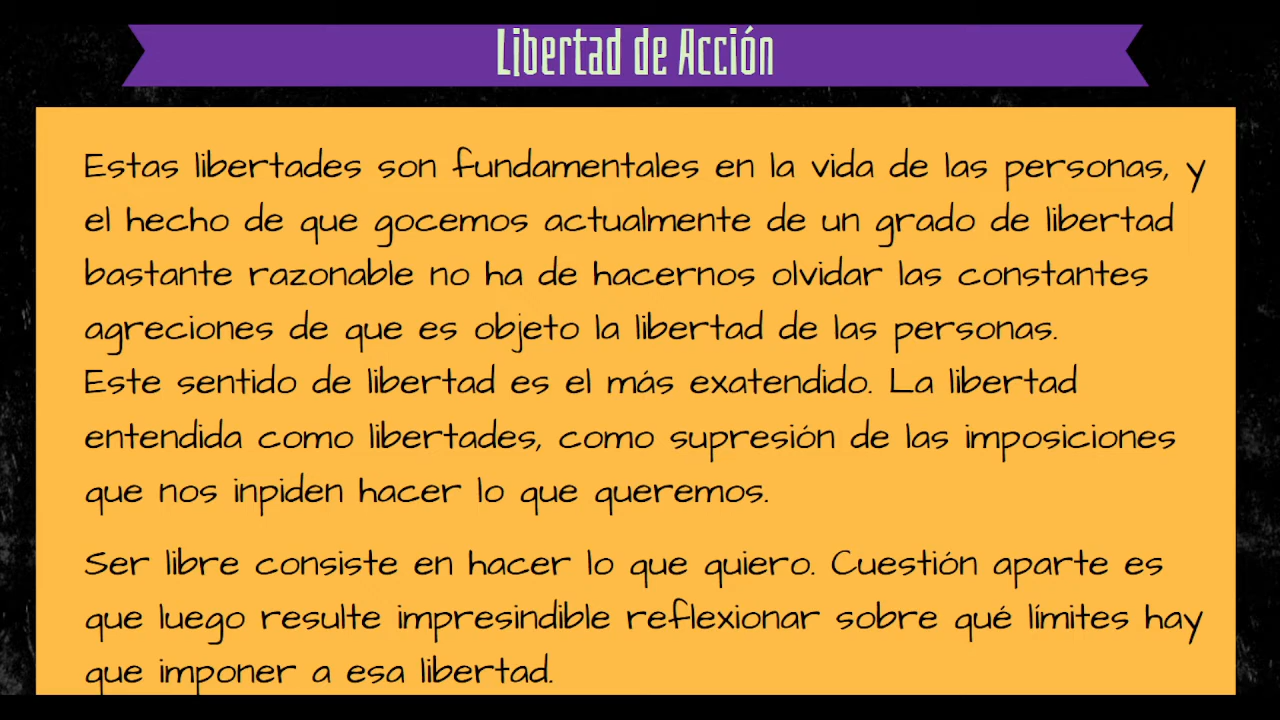 Libertad de Acción
Estas libertades son fundamentales en la vida de las personas, y
el hecho de que gocemos actualmente de un grado de libertad
bastante razonable no ha de hacernos olvidar las constantes
agreciones de que es objeto la libertad de las personas.
Este sentido de libertad es el más exatendido. La libertad
entendida como libertades, como supresión de las imposiciones
que nos inpiden hacer lo que queremos.
Ser libre consiste en hacer lo que quiero. Cuestión aparte es
que luego resulte impresindible reflexionar sobre qué límites hay
que imponer a esa libertad.